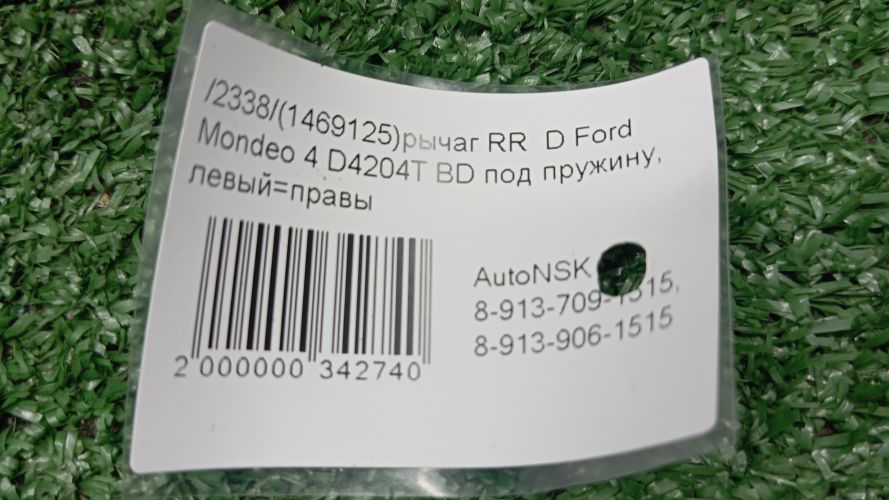 /2338/(1469125)рычаг RR D Ford
Mondeo 4 D4204T BD под пружину,
левый=правы
AutoNSK
8-913-709-1515,
8-913-906-1515
2 000000 342740